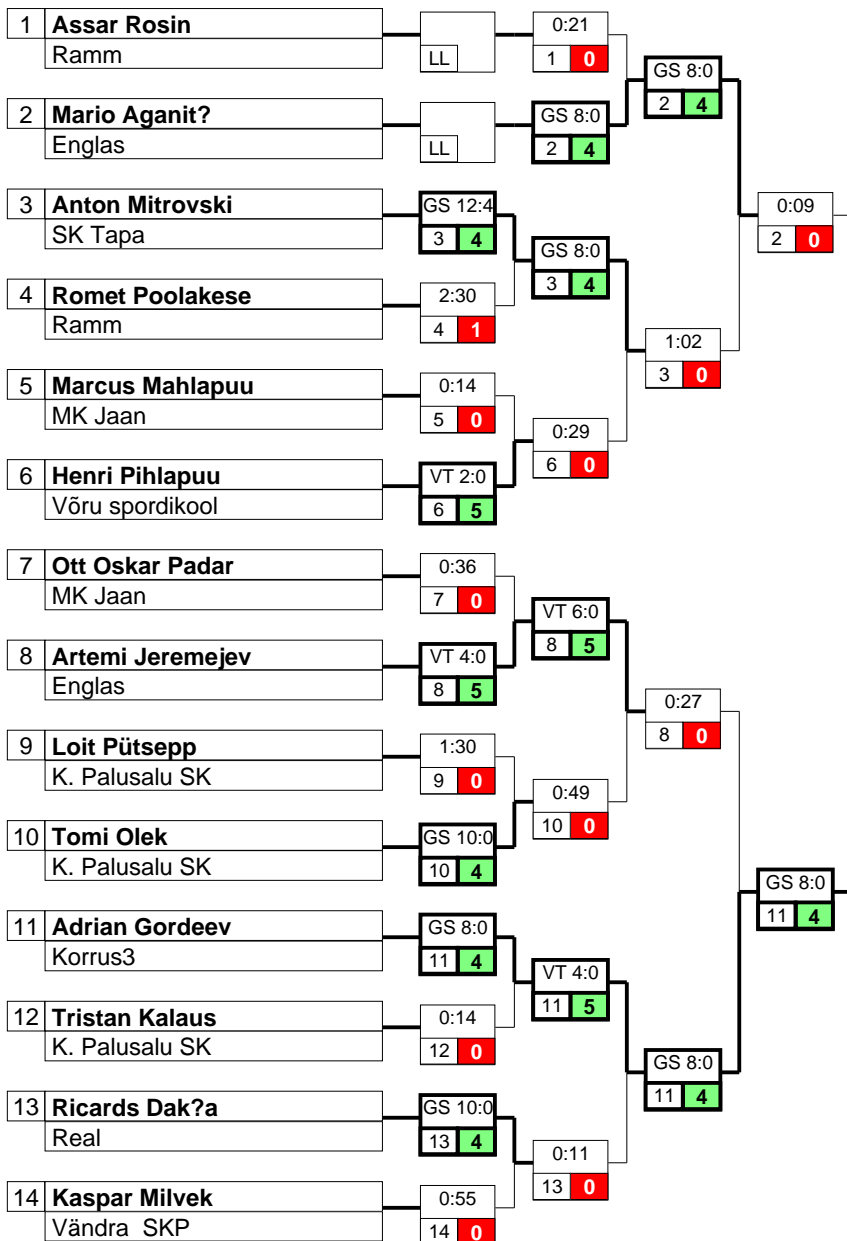 1 Assar Rosin
Ramm
LL
0:21
1 0
GS 8:0
2 4
2 Mario Aganit?
Englas
LL
GS 8:0
2 4
3 Anton Mitrovski
SK Tapa
GS 12:4
3 4
GS 8:0
3 4
0:09
2 0
4 Romet Poolakese
Ramm
2:30
4 1
1:02
3 0
5 Marcus Mahlapuu
MK Jaan
0:14
5 0
0:29
6 0
6 Henri Pihlapuu
Võru spordikool
VT 2:0
6 5
7 Ott Oskar Padar
MK Jaan
0:36
7 0
VT 6:0
8 5
8 Artemi Jeremejev
Englas
VT 4:0
8 5
0:27
8 0
9 Loit Pütsepp
K. Palusalu SK
1:30
9 0
0:49
10 0
10 Tomi Olek
K. Palusalu SK
GS 10:0
10 4
GS 8:0
11 4
11 Adrian Gordeev
Korrus3
GS 8:0
11 4
VT 4:0
11 5
12 Tristan Kalaus
K. Palusalu SK
0:14
12 0
GS 8:0
11 4
13 Ricards Dak?a
Real
GS 10:0
13 4
0:11
13 0
14 Kaspar Milvek
Vändra SKP
0:55
14 0